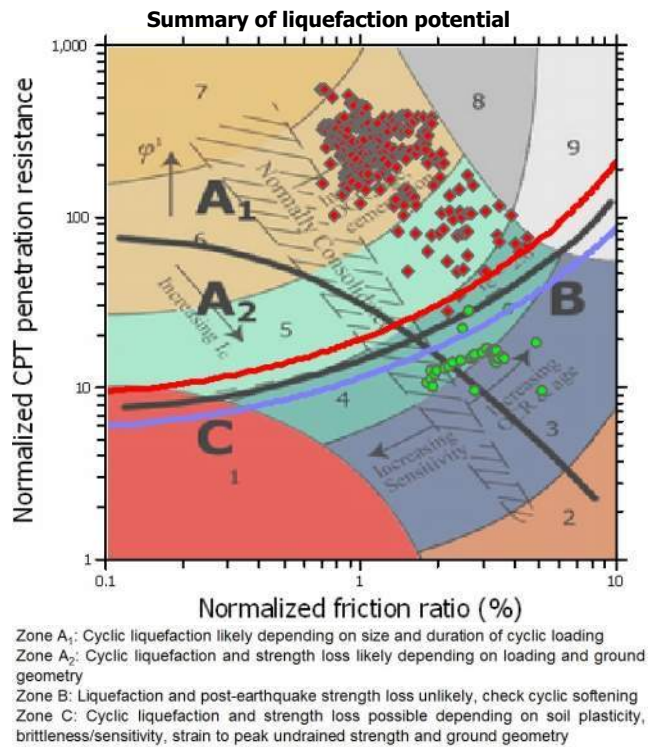 Summary of liquefaction potential
Normalized CPT penetration resistance
1,000
100
10
1
7
8
9
φ'
A1
Normally Consolidated
6
A2
Increasing Ic
5
B
4
C
Increasing
OCR & age
3
Increasing
Sensitivity
1
2
0.1
1
10
Normalized friction ratio (%)
Zone A1: Cyclic liquefaction likely depending on size and duration of cyclic loading
Zone A2: Cyclic liquefaction and strength loss likely depending on loading and ground
geometry
Zone B: Liquefaction and post-earthquake strength loss unlikely, check cyclic softening
Zone C: Cyclic liquefaction and strength loss possible depending on soil plasticity,
brittleness/sensitivity, strain to peak undrained strength and ground geometry